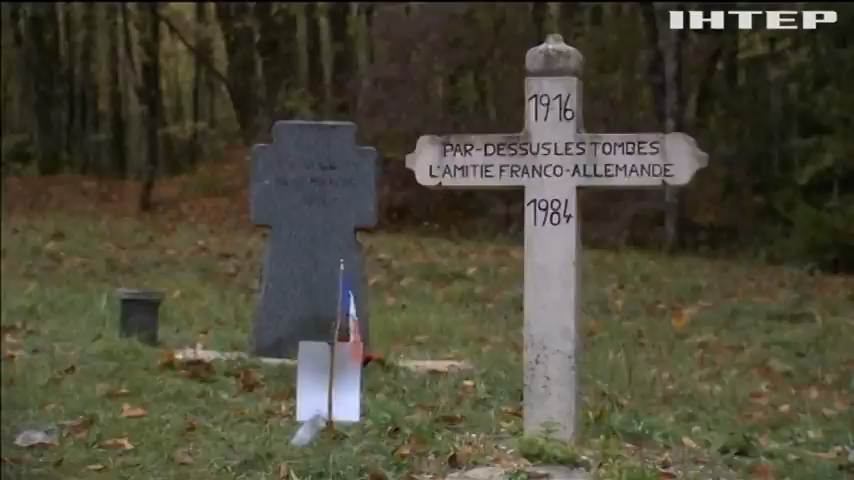 ІНТЕР
1916
PAR-DESSUS LES TOMBES
L'AMITIE FRANCO-ALLEMANDE
1984